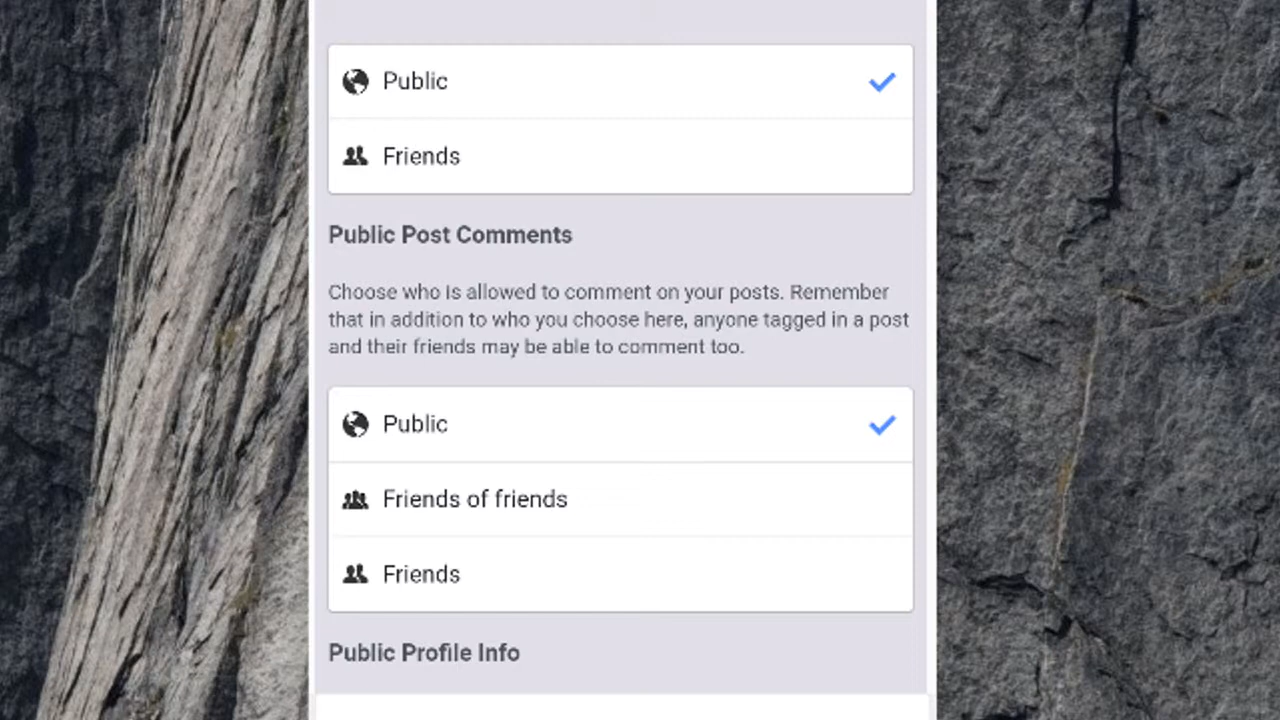 Public
Friends
Public Post Comments
Choose who is allowed to comment on your posts. Remember
that in addition to who you choose here, anyone tagged in a post
and their friends may be able to comment too.
Public
Friends of friends
Friends
Public Profile Info